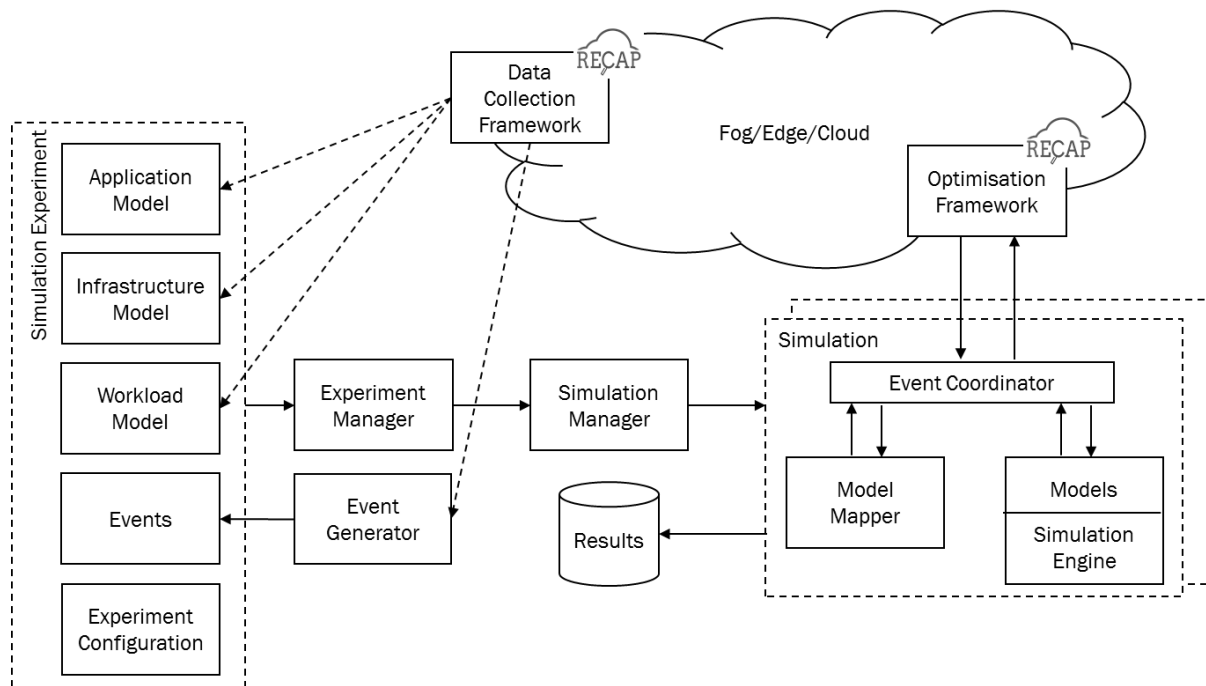 RECAP
Data
Collection
Framework
Fog/Edge/Cloud
RECAP
Optimisation
Framework
Simulation Experiment
Application
Model
Infrastructure
Model
Workload
Model
Events
Experiment
Configuration
Experiment
Manager
Event
Generator
Simulation
Manager
Results
Simulation
Event Coordinator
Model
Mapper
Models
Simulation
Engine